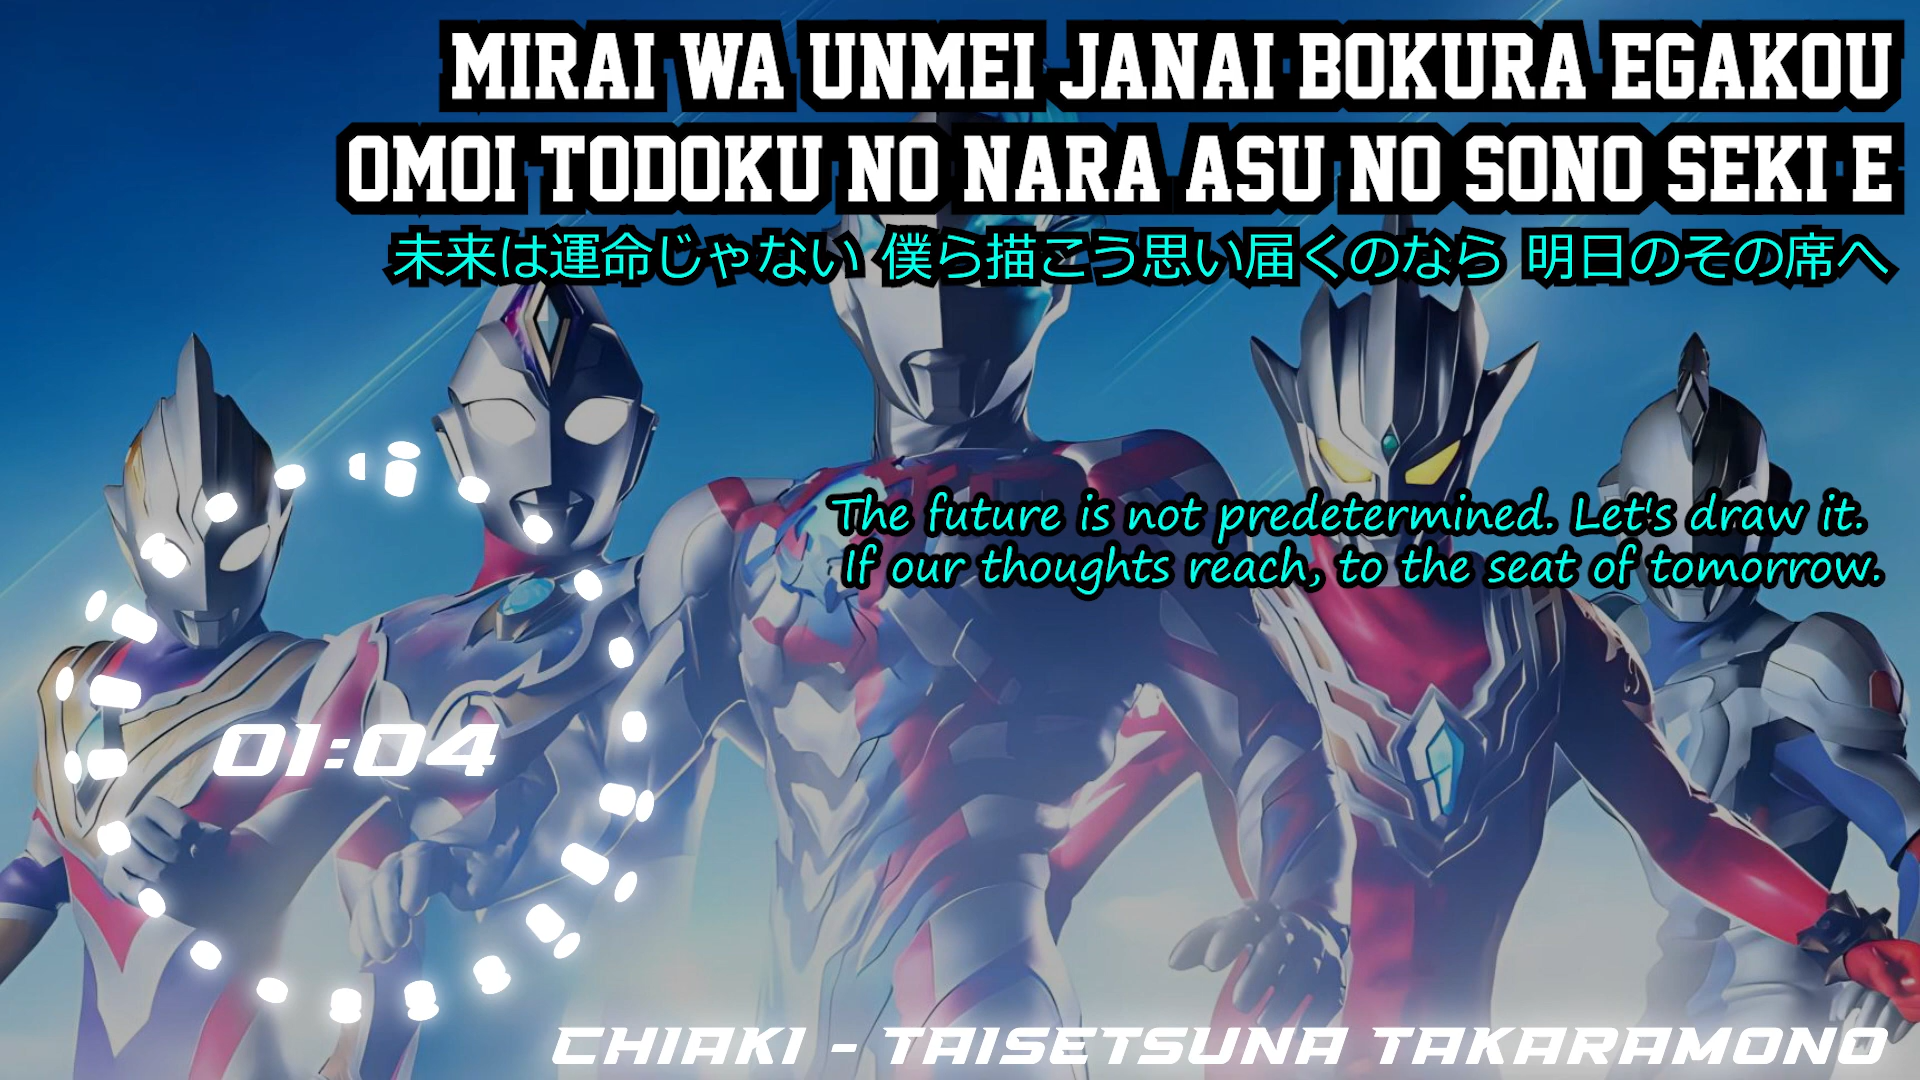 MIRAI WA UNMEI JANAI BOKURA EGAKOU
OMOI TODOKU NO NARA ASU NO SONO SEKI E
未来は運命じゃない 僕ら描こう思い届くのなら 明日のその席へ
The future is not predetermined. Let's draw it.
If our thoughts reach, to the seat of tomorrow.
01:04
CHIAKI - TAISETSUNA TAKARAMONO